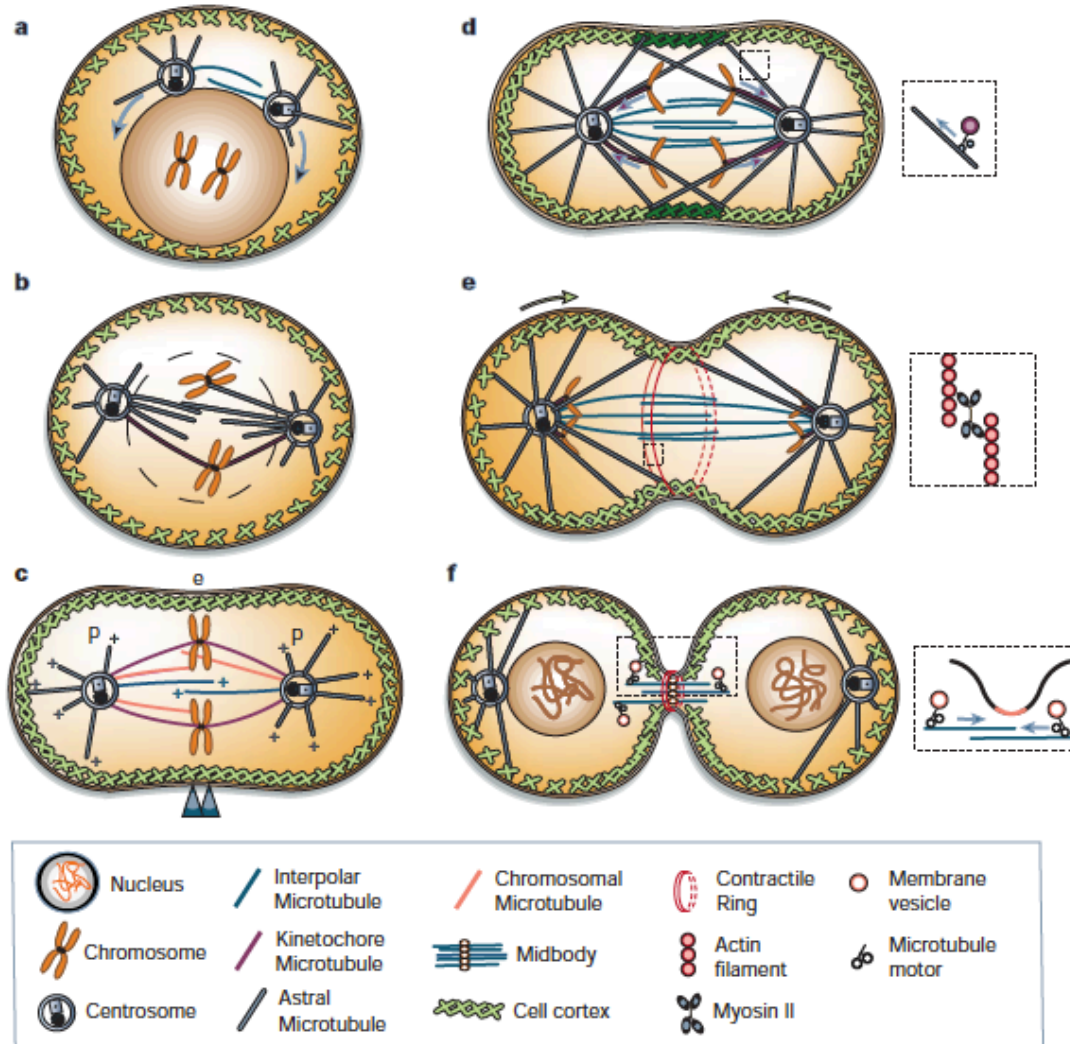 a
d
b
e
c
e
p
+
p
+
+
+
+
+
+
+
+
+
+
+
+
f
Nucleus
Interpolar
Microtubule
Chromosomal
Microtubule
Contractile
Ring
Membrane
vesicle
Chromosome
Kinetochore
Microtubule
Midbody
Actin
filament
Microtubule
motor
Centrosome
Astral
Microtubule
Cell cortex
Myosin II